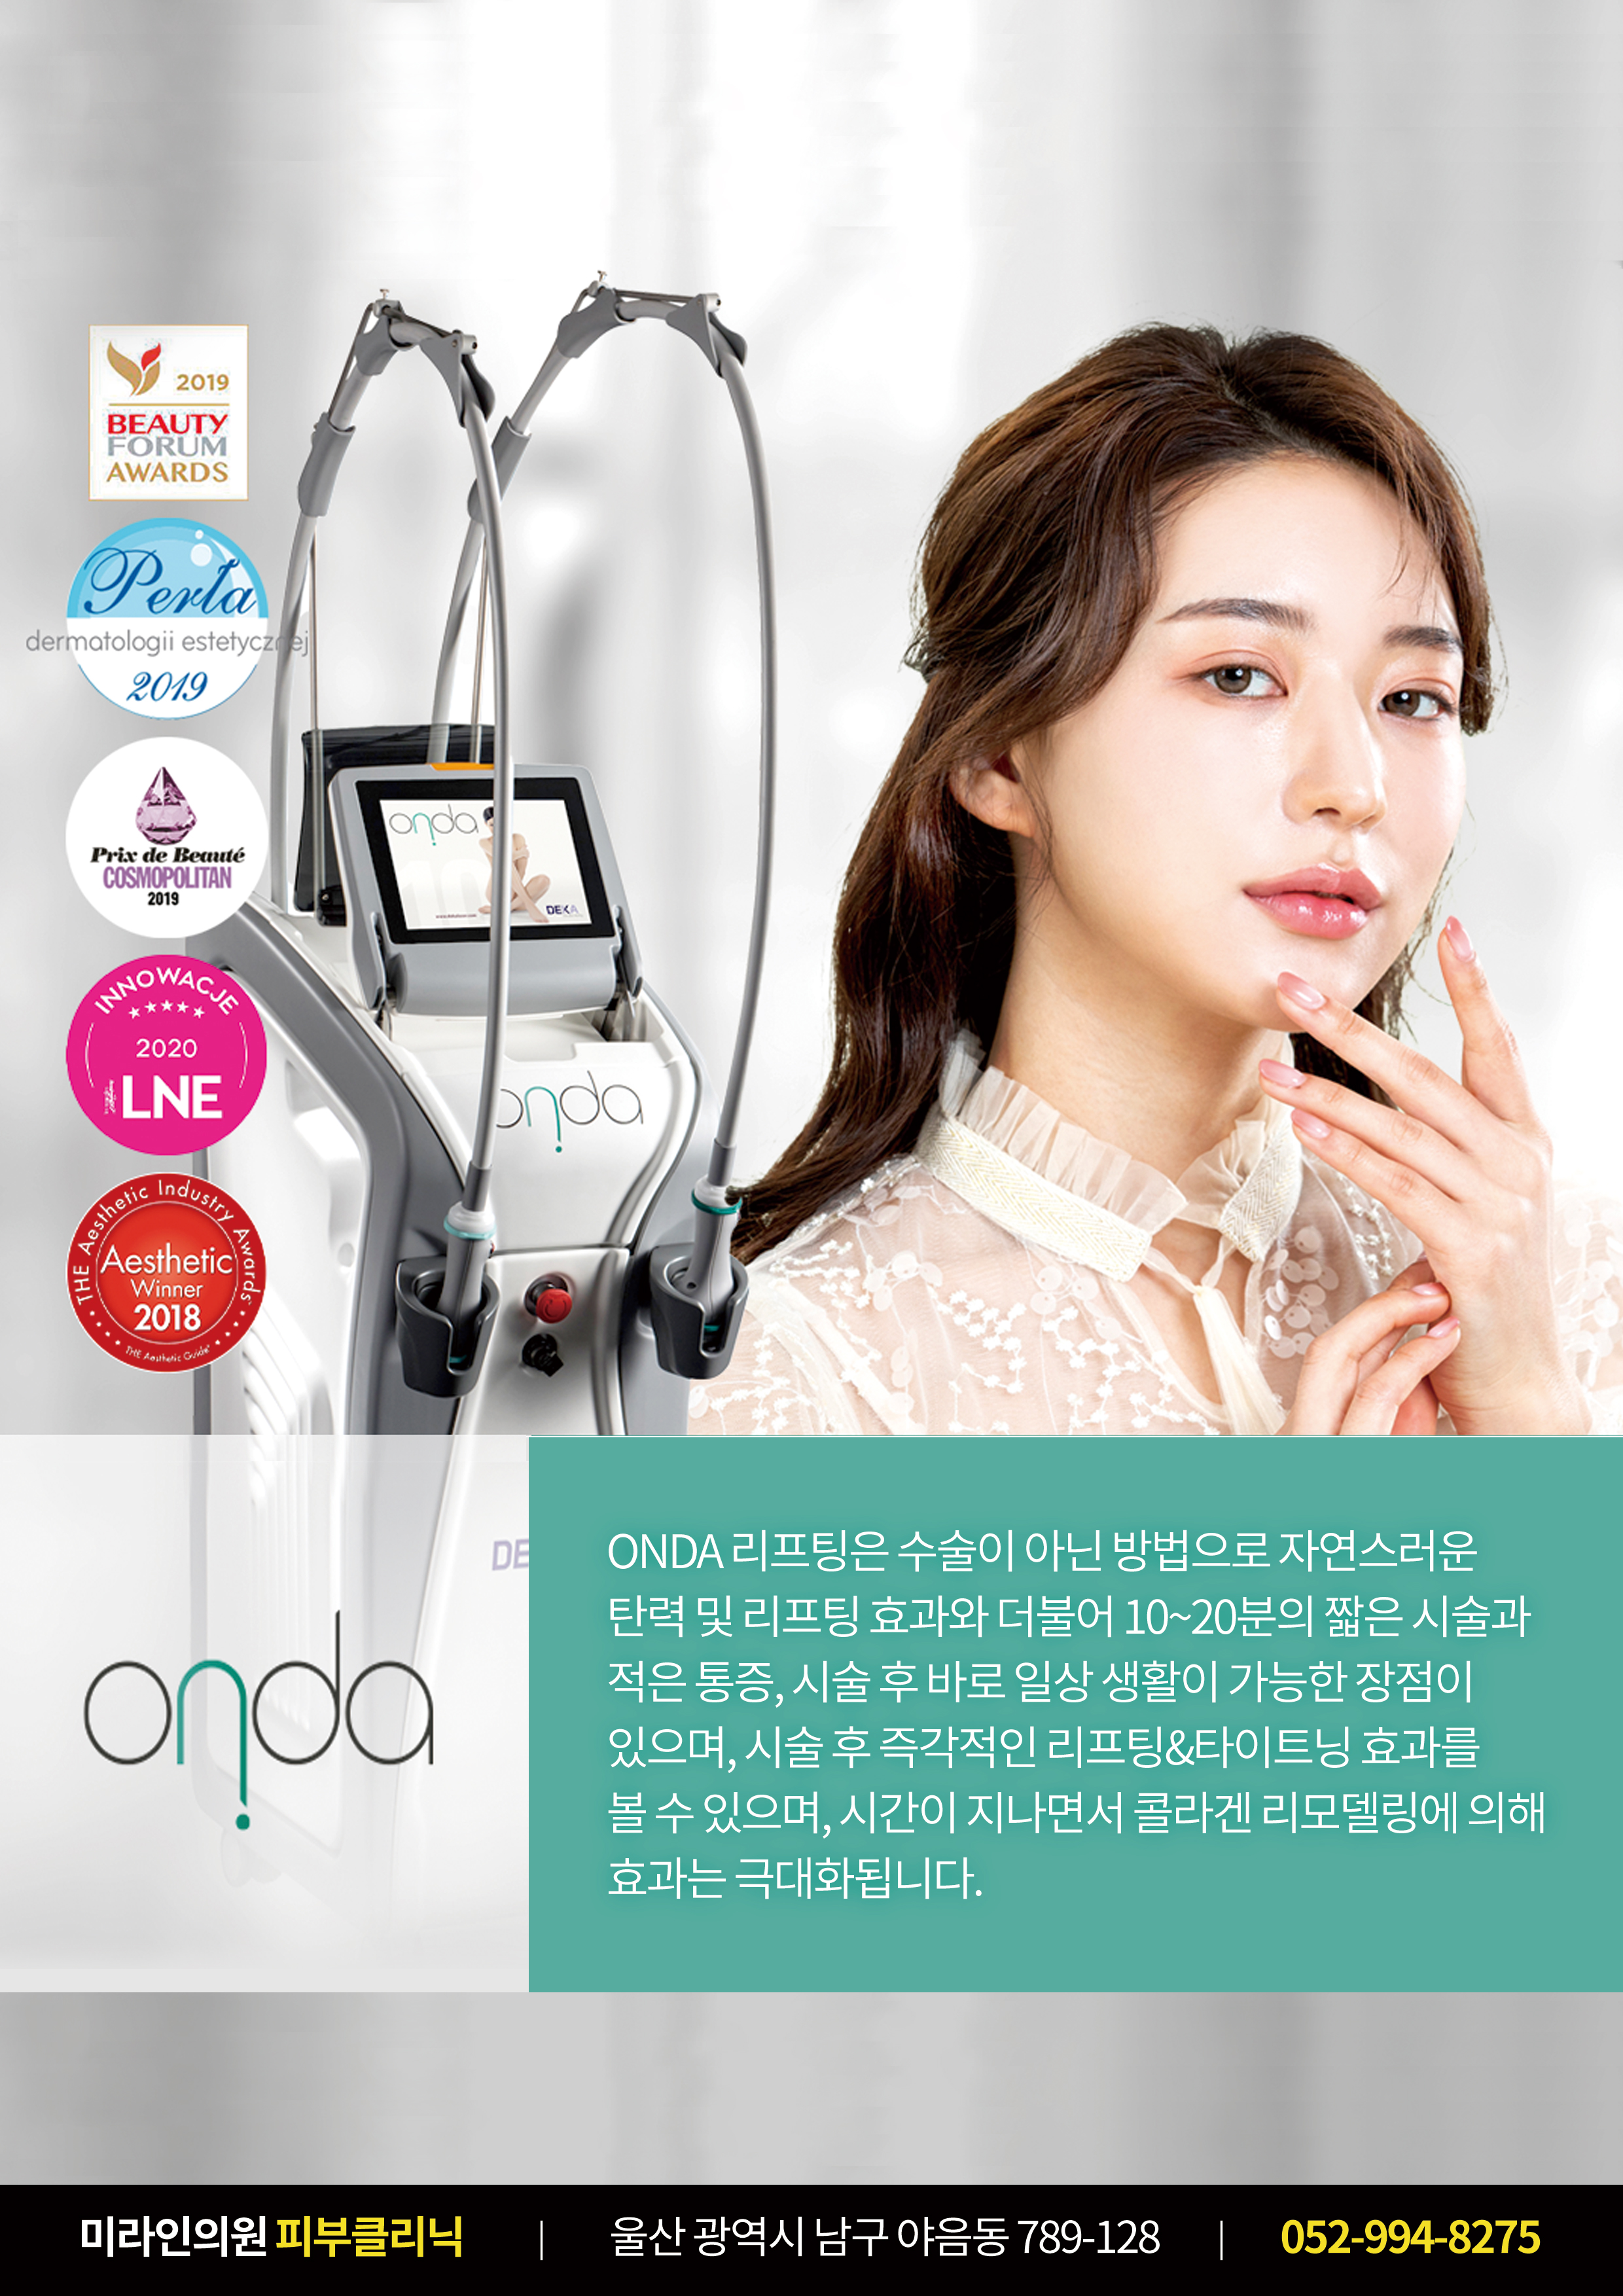 2019
BEAUTY
FORUM
AWARDS
Perła
dermatologii estetycznej
2019
Prix de Beauté
COSMOPOLITAN
2019
INNOWACJE
2020
LNE
THE Aesthetic Industry Awards
Aesthetic
Winner
2018
THE Aesthetic Guide
onda
10
DEKA
onda
DE
onda
ONDA 리프팅은 수술이 아닌 방법으로 자연스러운
탄력 및 리프팅 효과와 더불어 10~20분의 짧은 시술과
적은 통증, 시술 후 바로 일상 생활이 가능한 장점이
있으며, 시술 후 즉각적인 리프팅&타이트닝 효과를
볼 수 있으며, 시간이 지나면서 콜라겐 리모델링에 의해
효과는 극대화됩니다.
미라인의원 피부클리닉 | 울산 광역시 남구 야음동 789-128 | 052-994-8275